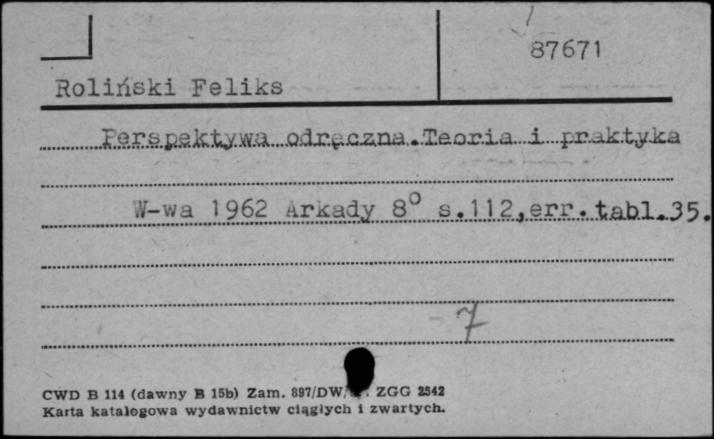 87671
Roliński Feliks
Perspektywa odręczna.Teoria i praktyka
W-wa 1962 Arkady 8° s.112,err.tabl.35.
7
CWD B 114 (dawny B 15b) Zam. 897/DW/ ZGG 2542
Karta katalogowa wydawnictw ciągłych i zwartych.